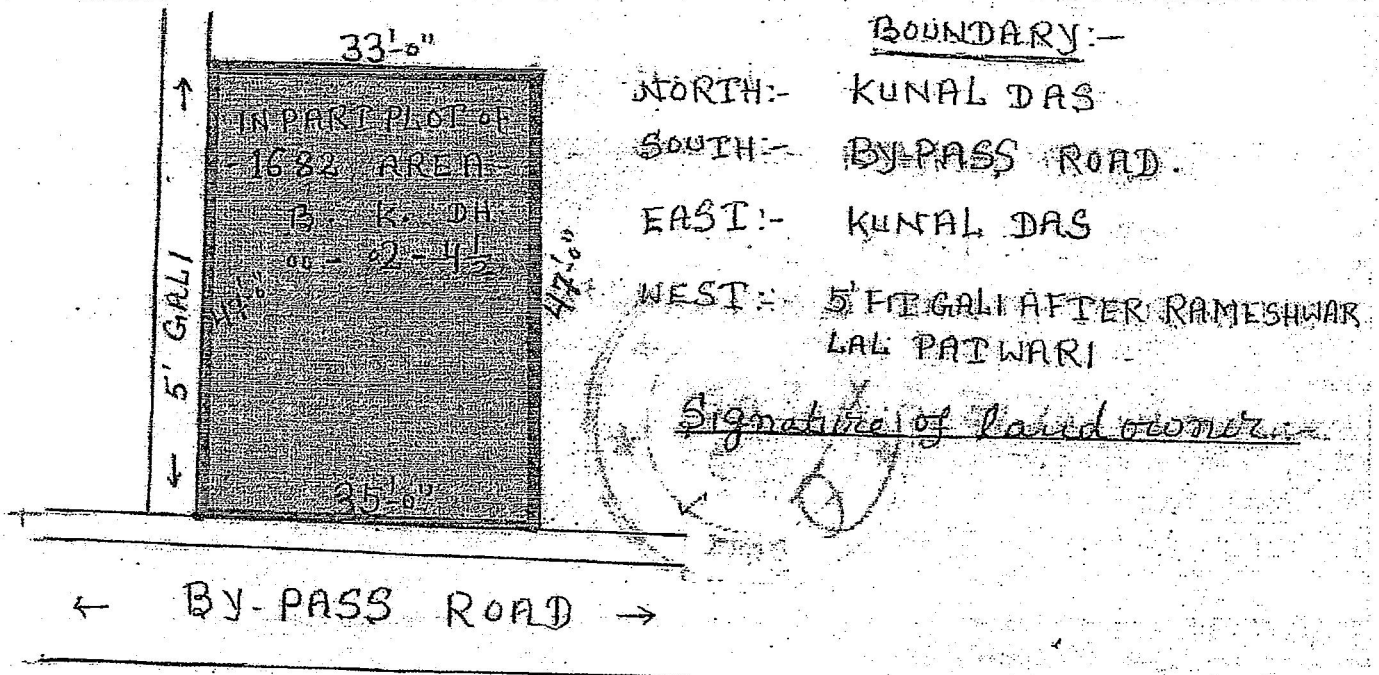 33'-0"
IN PART PLOT OF
-1682 AREA-
B. K. DH
00 - 02 - 4½
47'-0"
35'-0"
5' GALI
← BY-PASS ROAD →
BOUNDARY:-
NORTH:- KUNAL DAS
SOUTH:- BY-PASS ROAD.
EAST:- KUNAL DAS
WEST:- 5' FIT GALI AFTER RAMESHWAR
LAL PATWARI
Signature of land owner:-